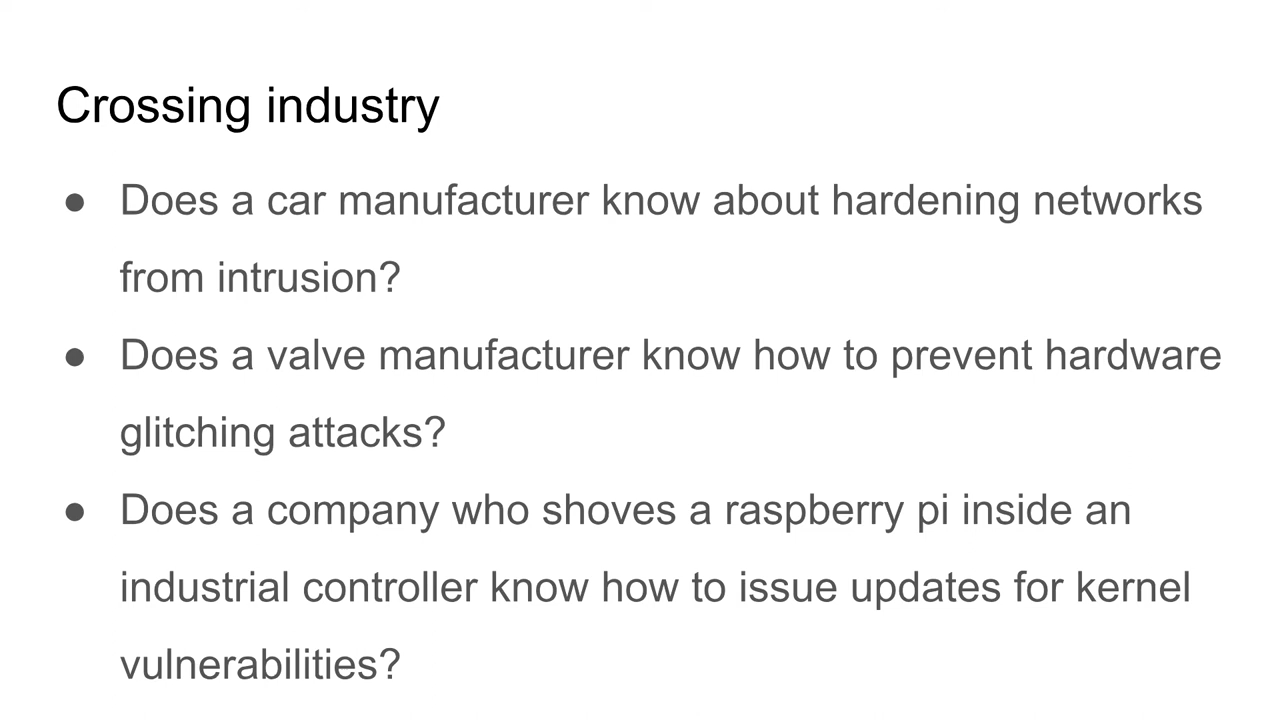 Crossing industry
● Does a car manufacturer know about hardening networks
from intrusion?
● Does a valve manufacturer know how to prevent hardware
glitching attacks?
● Does a company who shoves a raspberry pi inside an
industrial controller know how to issue updates for kernel
vulnerabilities?